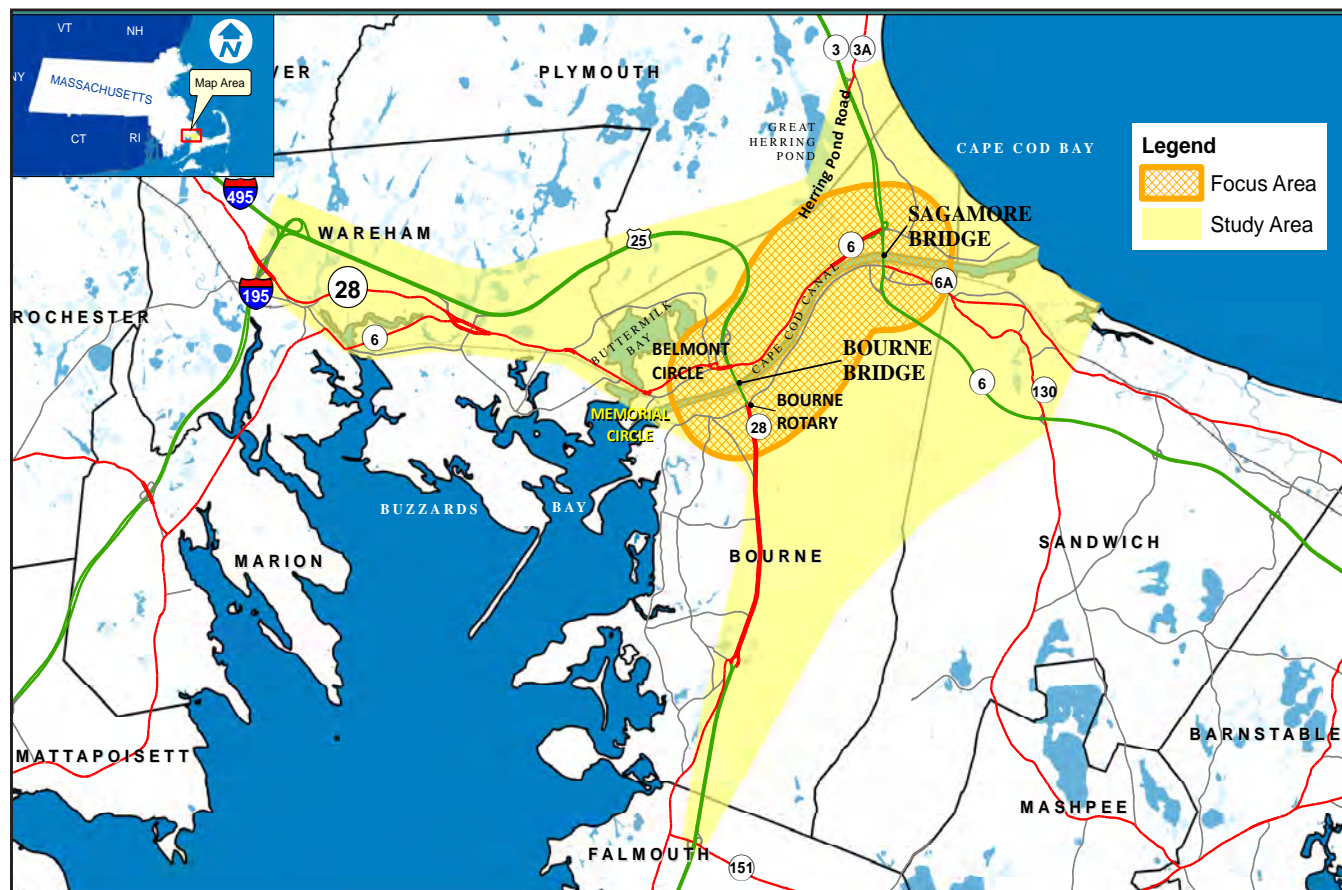 VT
NH
NY
MASSACHUSETTS
Map Area
CT
RI
N
VER
PLYMOUTH
3
3A
Herring Pond Road
GREAT
HERRING
POND
CAPE COD BAY
Legend
Focus Area
Study Area
495
WAREHAM
25
6
SAGAMORE
BRIDGE
195
28
6
6A
ROCHESTER
BUTTERMILK
BAY
CAPE COD CANAL
BELMONT
CIRCLE
BOURNE
BRIDGE
6
130
MEMORIAL
CIRCLE
BOURNE
ROTARY
28
BUZZARDS BAY
MARION
BOURNE
SANDWICH
MATTAPOISETT
BARNSTABLE
MASHPEE
FALMOUTH
151